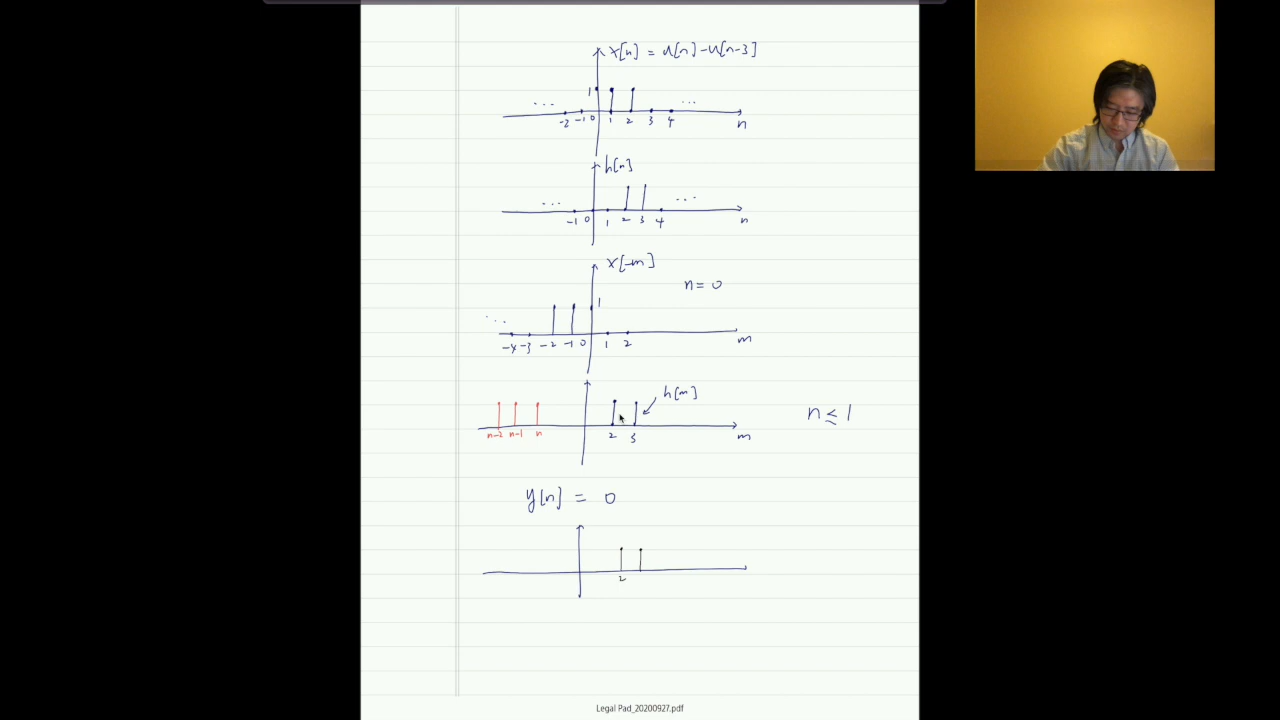 x[n] = u[n]-u[n-3]
1
... -2 -1 0 1 2 3 4 ... n
h[n]
... -1 0 1 2 3 4 ... n
x[-m]
n = 0
1
... -4 -3 -2 -1 0 1 2 m
h[m]
n ≤ 1
n-2 n-1 n 2 3 m
y[n] = 0
2
Legal Pad_20200927.pdf